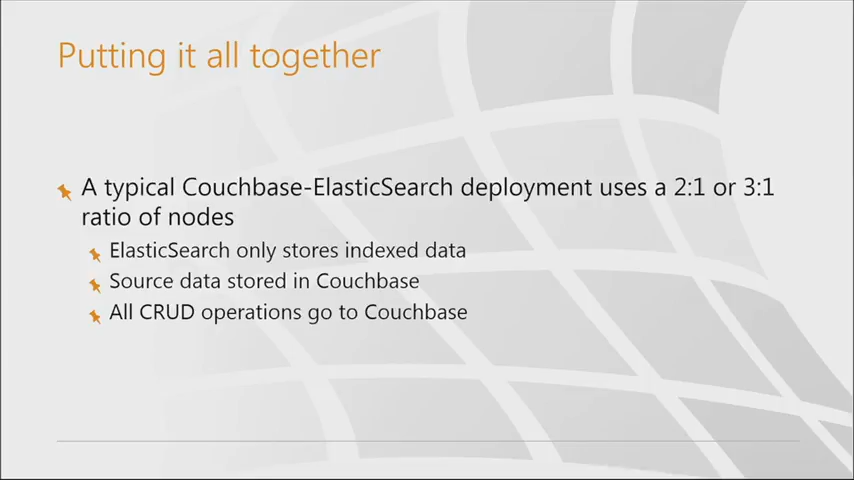 Putting it all together
A typical Couchbase-ElasticSearch deployment uses a 2:1 or 3:1
ratio of nodes
ElasticSearch only stores indexed data
Source data stored in Couchbase
All CRUD operations go to Couchbase